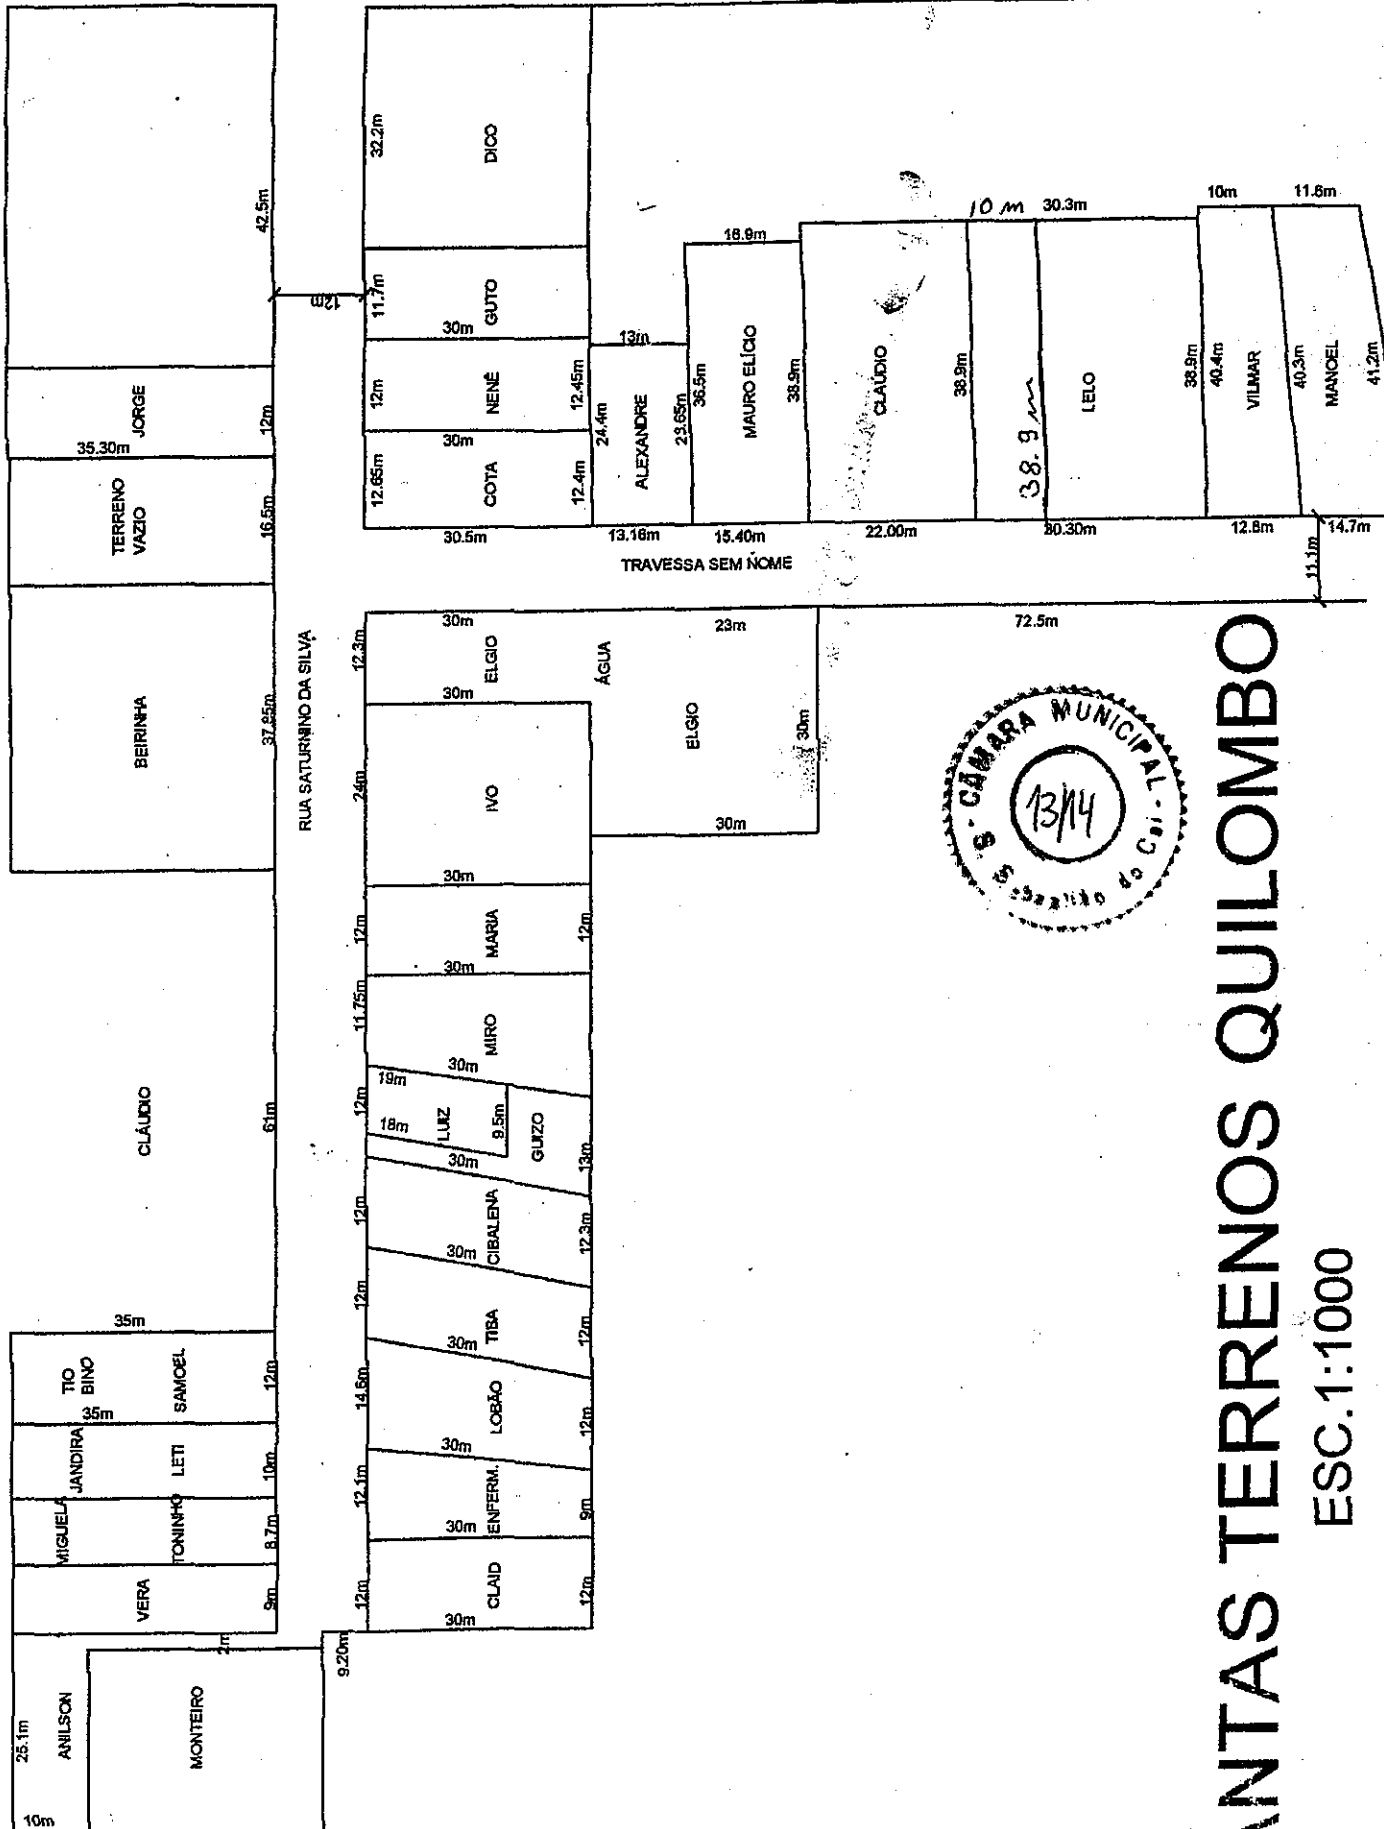 42.5m
JORGE
12m
35.30m
TERRENO
VAZIO
16.5m
BEIRINHA
37.85m
CLÁUDIO
61m
35m
TIO
BINO
SAMOEL
12m
35m
JANDIRA
LETI
10m
MIGUELA
TONINHO
8.7m
VERA
9m
2m
25.1m
ANILSON
10m
MONTEIRO
9.20m
RUA SATURNINO DA SILVA
12m
32.2m
DICO
11.7m
GUTO
30m
12m
NENÊ
12.45m
30m
12.65m
COTA
12.4m
30.5m
13m
ALEXANDRE
24.4m
23.65m
13.16m
16.9m
36.5m
MAURO ELÍCIO
38.9m
15.40m
CLÁUDIO
38.9m
22.00m
10 m
38.9 m
30.3m
LELO
38.9m
30.30m
10m
40.4m
VILMAR
40.3m
12.8m
11.6m
MANOEL
41.2m
14.7m
11.1m
TRAVESSA SEM NOME
72.5m
30m
12.3m
ELGIO
30m
ÁGUA
23m
ELGIO
30m
30m
24m
IVO
30m
12m
MARIA
12m
30m
11.75m
MIRO
30m
12m
19m
LUIZ
18m
9.5m
GUIZO
13m
30m
12m
CIBALENA
12.3m
30m
12m
TIBA
12m
30m
14.6m
LOBÃO
12m
30m
12.1m
ENFERM.
9m
30m
12m
CLAID
12m
30m
CÂMARA MUNICIPAL
13/14
do Caí
ANTAS TERRENOS QUILOMBO
ESC.1:1000